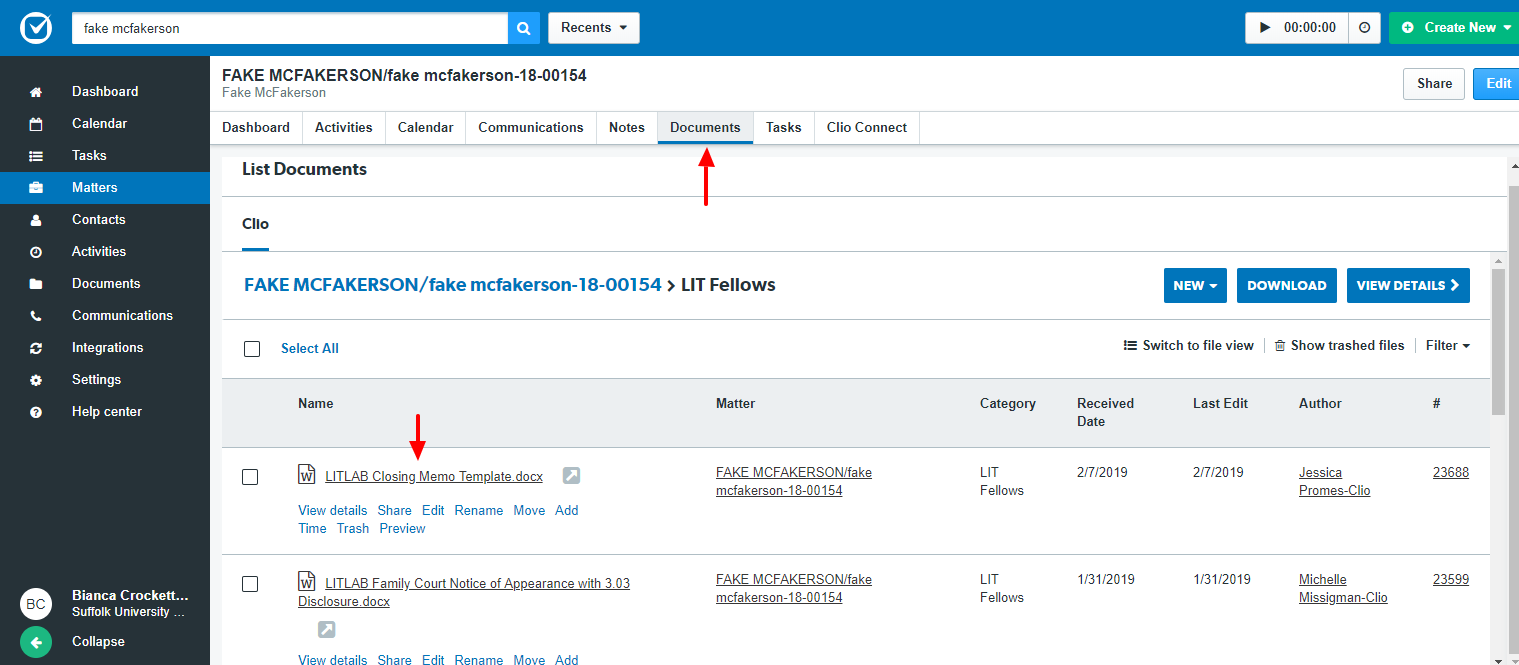 fake mcfakerson
Recents
00:00:00
Create New
Dashboard
Calendar
Tasks
Matters
Contacts
Activities
Documents
Communications
Integrations
Settings
Help center
BC
Bianca Crockett...
Suffolk University ...
Collapse
FAKE MCFAKERSON/fake mcfakerson-18-00154
Fake McFakerson
Share
Edit
Dashboard
Activities
Calendar
Communications
Notes
Documents
Tasks
Clio Connect
List Documents
Clio
FAKE MCFAKERSON/fake mcfakerson-18-00154 > LIT Fellows
NEW
DOWNLOAD
VIEW DETAILS
Select All
Switch to file view
Show trashed files
Filter
Name
Matter
Category
Received
Date
Last Edit
Author
#
W
LITLAB Closing Memo Template.docx
View details Share Edit Rename Move Add
Time Trash Preview
FAKE MCFAKERSON/fake
mcfakerson-18-00154
LIT
Fellows
2/7/2019
2/7/2019
Jessica
Promes-Clio
23688
W
LITLAB Family Court Notice of Appearance with 3.03
Disclosure.docx
View details Share Edit Rename Move Add
FAKE MCFAKERSON/fake
mcfakerson-18-00154
LIT
Fellows
1/31/2019
1/31/2019
Michelle
Missigman-Clio
23599